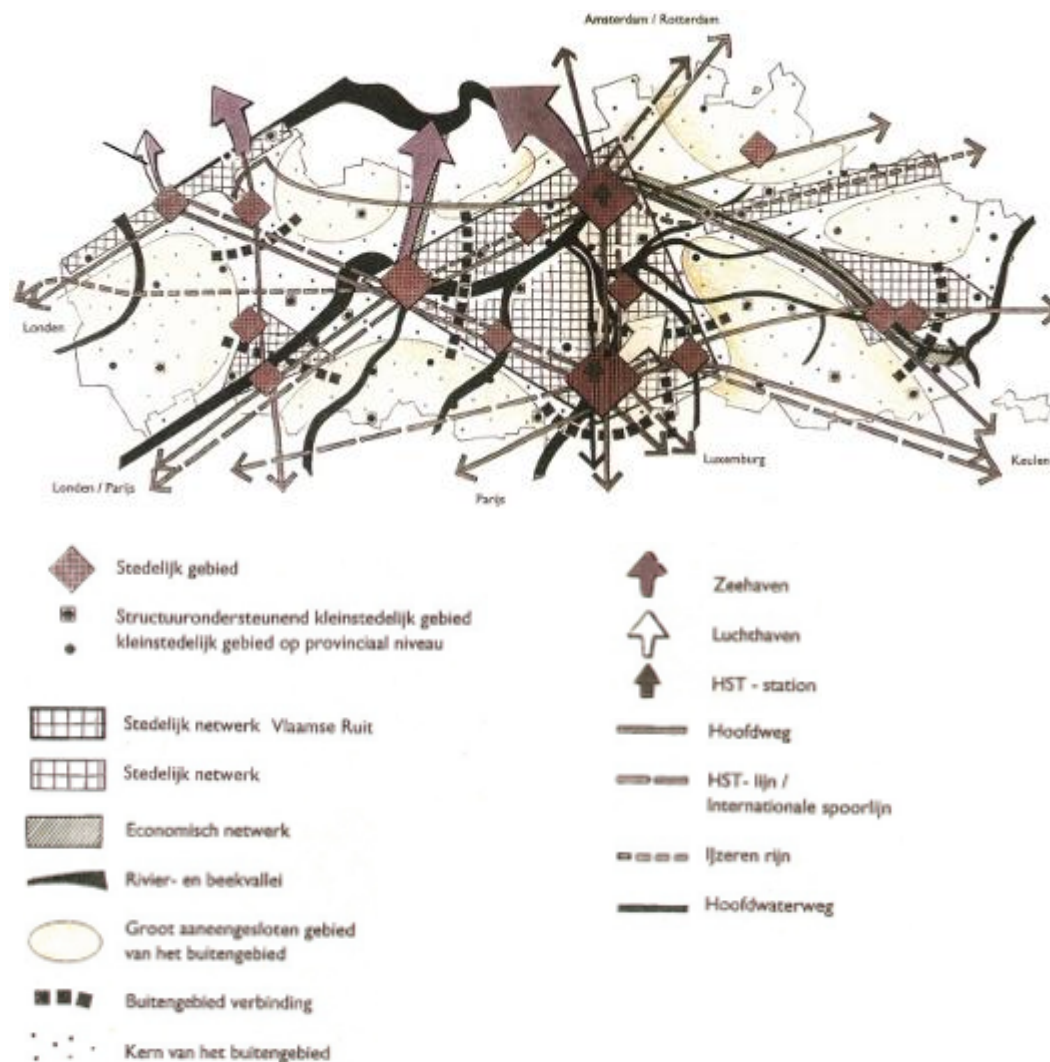 Amsterdam / Rotterdam
Londen
Londen / Parijs
Parijs
Luxemburg
Keulen
Stedelijk gebied
Structuurondersteunend kleinstedelijk gebied
kleinstedelijk gebied op provinciaal niveau
Stedelijk netwerk Vlaamse Ruit
Stedelijk netwerk
Economisch netwerk
Rivier- en beekvallei
Groot aaneengesloten gebied
van het buitengebied
Buitengebied verbinding
Kern van het buitengebied
Zeehaven
Luchthaven
HST - station
Hoofdweg
HST- lijn /
Internationale spoorlijn
IJzeren rijn
Hoofdwaterweg